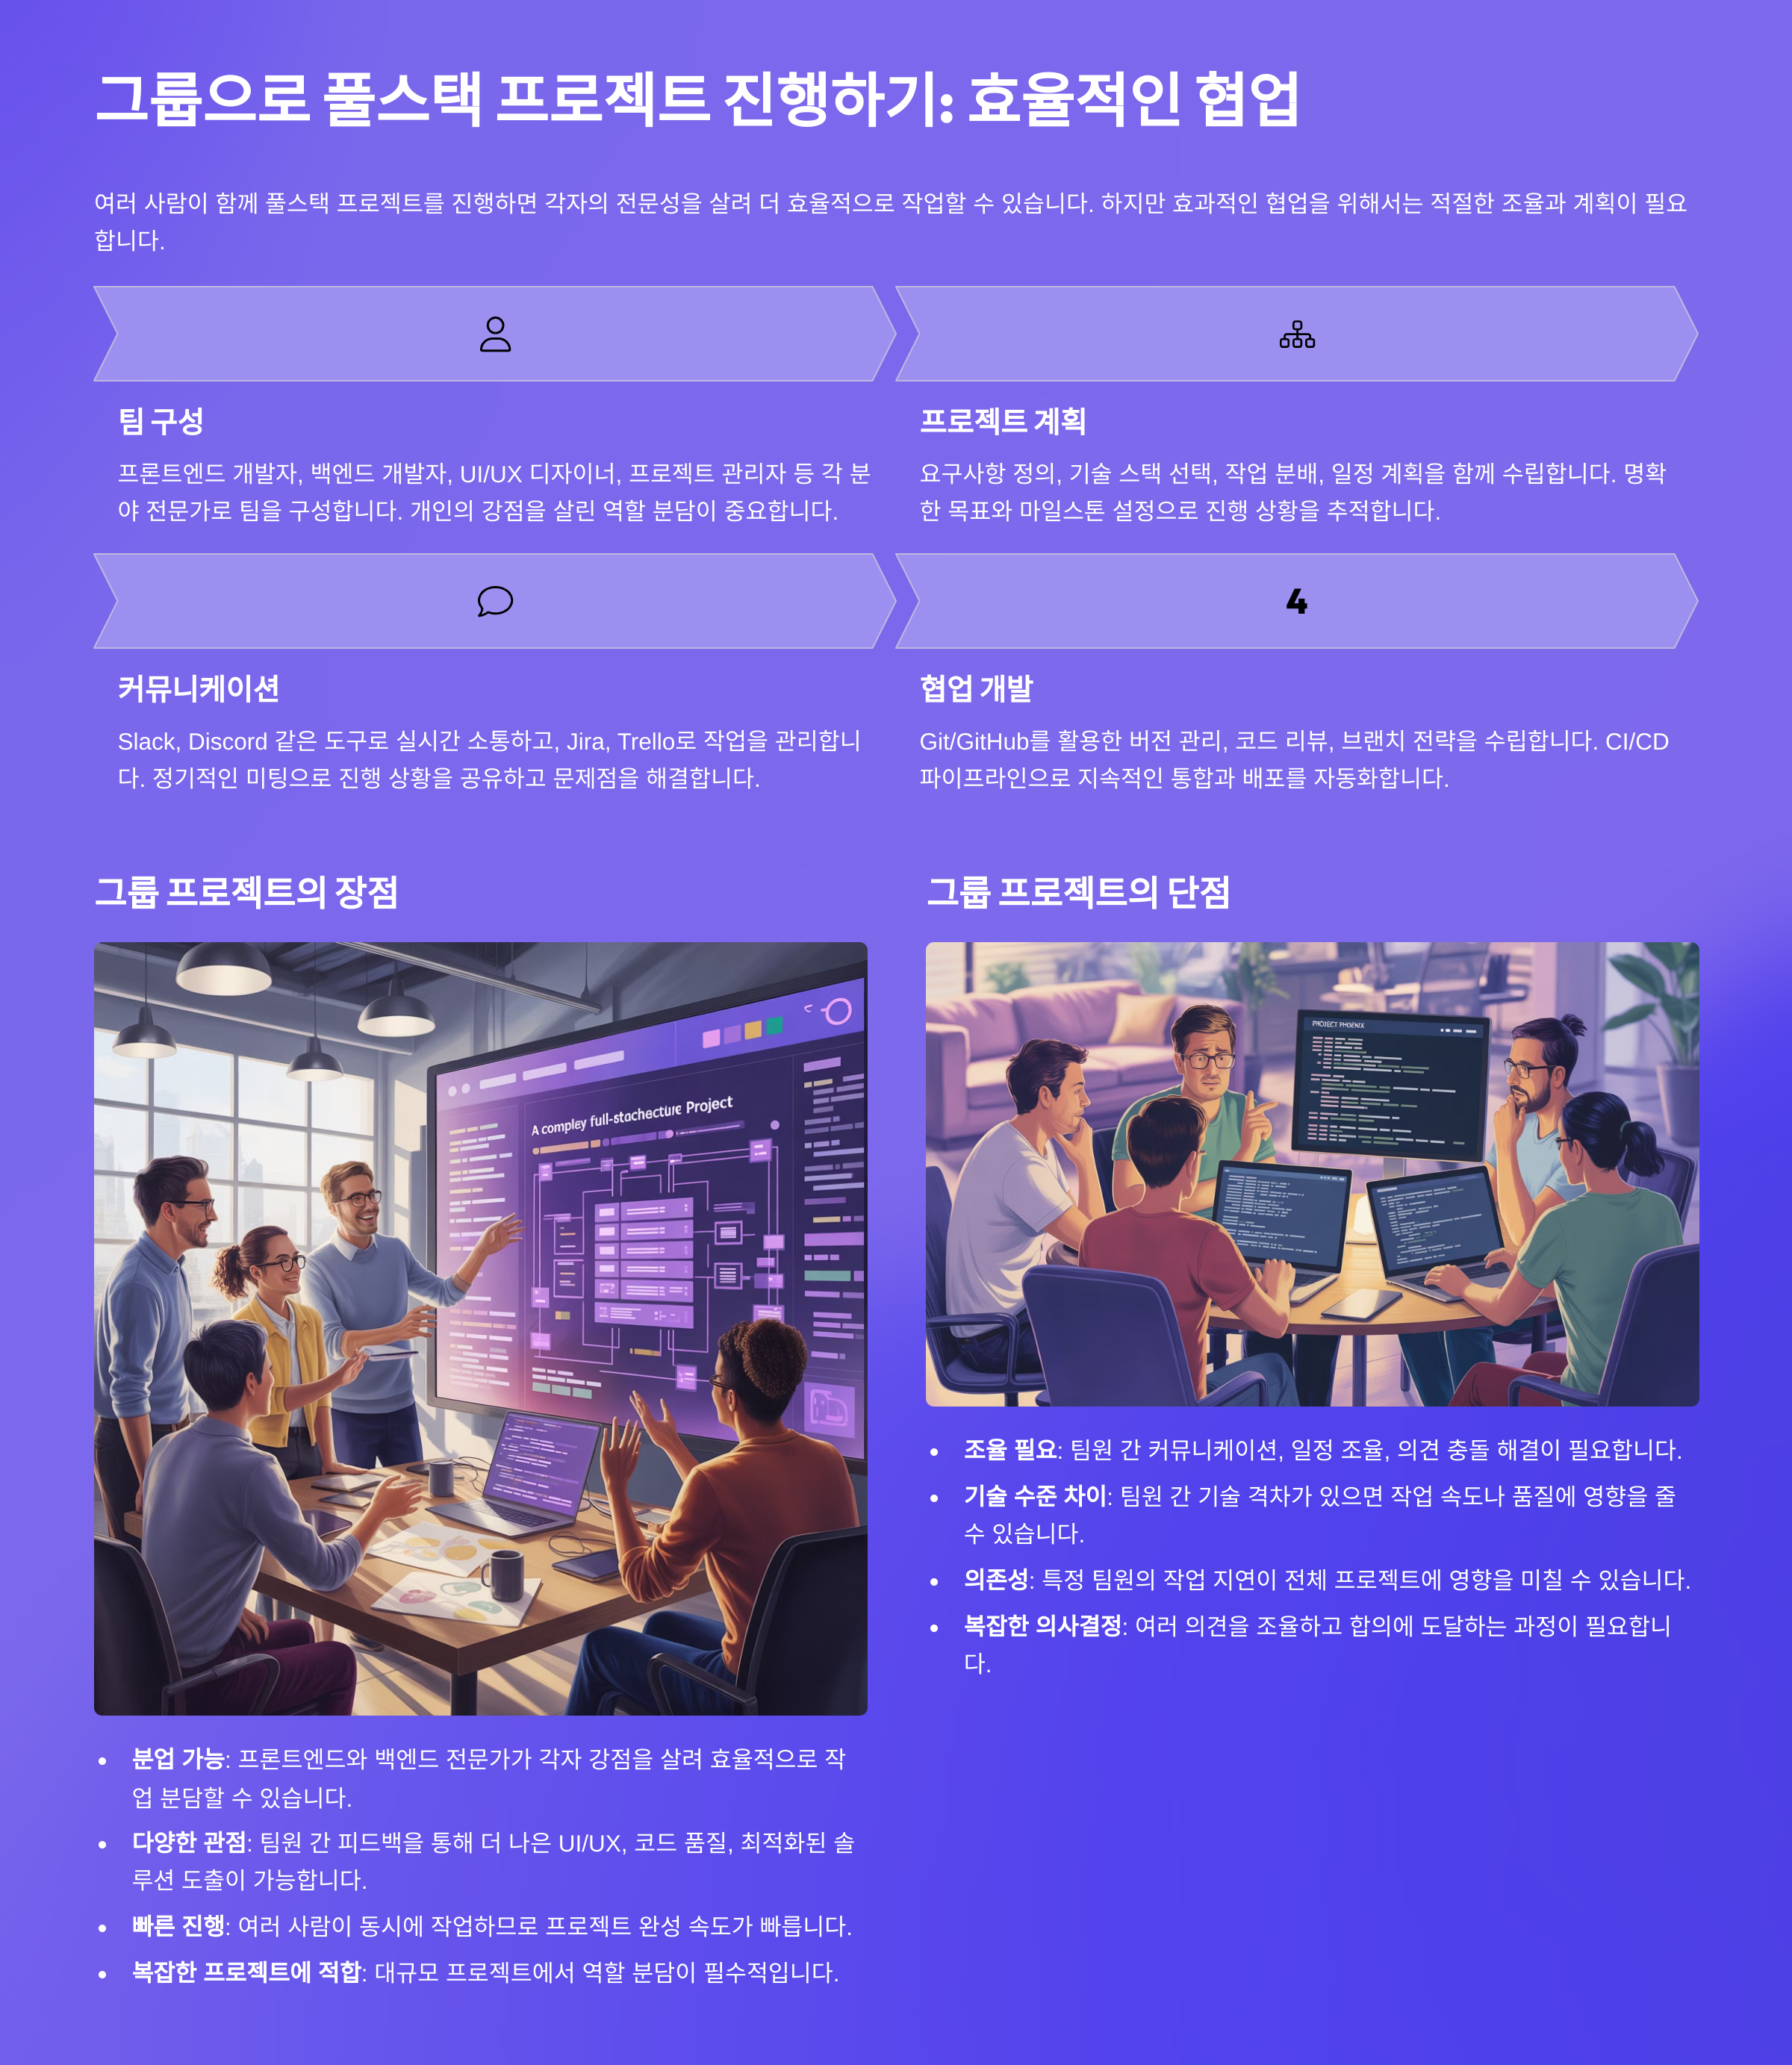 그룹으로 풀스택 프로젝트 진행하기: 효율적인 협업
여러 사람이 함께 풀스택 프로젝트를 진행하면 각자의 전문성을 살려 더 효율적으로 작업할 수 있습니다. 하지만 효과적인 협업을 위해서는 적절한 조율과 계획이 필요
합니다.
팀 구성
프론트엔드 개발자, 백엔드 개발자, UI/UX 디자이너, 프로젝트 관리자 등 각 분
야 전문가로 팀을 구성합니다. 개인의 강점을 살린 역할 분담이 중요합니다.
프로젝트 계획
요구사항 정의, 기술 스택 선택, 작업 분배, 일정 계획을 함께 수립합니다. 명확
한 목표와 마일스톤 설정으로 진행 상황을 추적합니다.
커뮤니케이션
Slack, Discord 같은 도구로 실시간 소통하고, Jira, Trello로 작업을 관리합니
다. 정기적인 미팅으로 진행 상황을 공유하고 문제점을 해결합니다.
4
협업 개발
Git/GitHub를 활용한 버전 관리, 코드 리뷰, 브랜치 전략을 수립합니다. CI/CD
파이프라인으로 지속적인 통합과 배포를 자동화합니다.
그룹 프로젝트의 장점
A compley full-stachecture Project
• 분업 가능: 프론트엔드와 백엔드 전문가가 각자 강점을 살려 효율적으로 작
업 분담할 수 있습니다.
• 다양한 관점: 팀원 간 피드백을 통해 더 나은 UI/UX, 코드 품질, 최적화된 솔
루션 도출이 가능합니다.
• 빠른 진행: 여러 사람이 동시에 작업하므로 프로젝트 완성 속도가 빠릅니다.
• 복잡한 프로젝트에 적합: 대규모 프로젝트에서 역할 분담이 필수적입니다.
그룹 프로젝트의 단점
PROJECT PHOENIX
• 조율 필요: 팀원 간 커뮤니케이션, 일정 조율, 의견 충돌 해결이 필요합니다.
• 기술 수준 차이: 팀원 간 기술 격차가 있으면 작업 속도나 품질에 영향을 줄
수 있습니다.
• 의존성: 특정 팀원의 작업 지연이 전체 프로젝트에 영향을 미칠 수 있습니다.
• 복잡한 의사결정: 여러 의견을 조율하고 합의에 도달하는 과정이 필요합니
다.